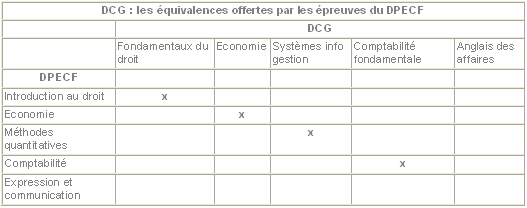 DCG : les équivalences offertes par les épreuves du DPECF
DCG
Fondamentaux du droit
Economie
Systèmes info gestion
Comptabilité fondamentale
Anglais des affaires
DPECF
Introduction au droit x
Economie x
Méthodes quantitatives x
Comptabilité x
Expression et communication